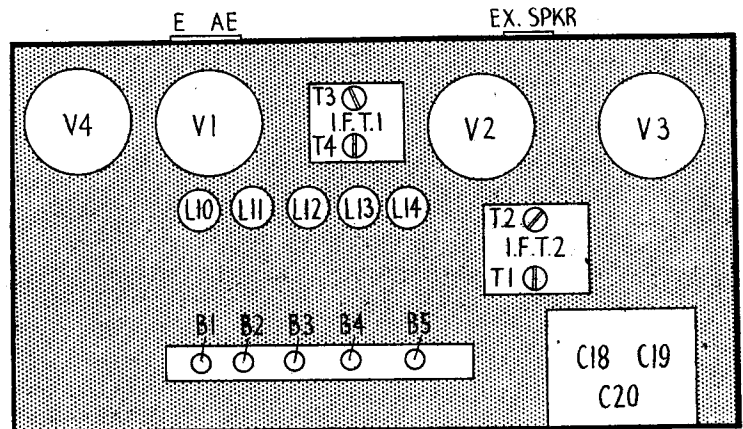 E AE
EX. SPKR
V4
V1
T3
I.F.T.1
T4
V2
V3
L10 L11 L12 L13 L14
T.2
I.F.T.2
T1
B1 B2 B3 B4 B5
C18 C19
C20